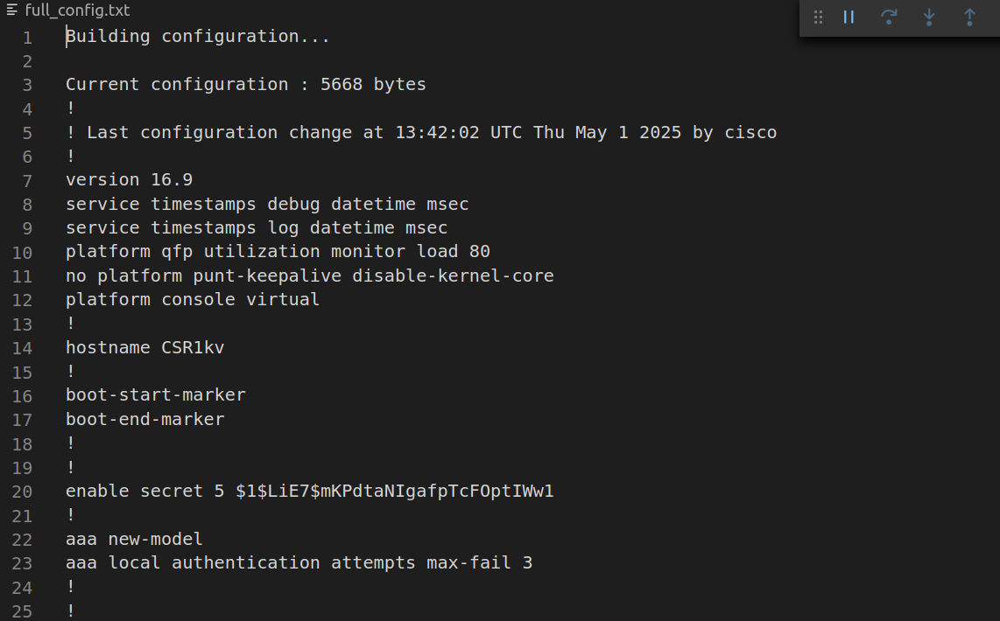 full_config.txt
1 Building configuration...
2
3 Current configuration : 5668 bytes
4 !
5 ! Last configuration change at 13:42:02 UTC Thu May 1 2025 by cisco
6 !
7 version 16.9
8 service timestamps debug datetime msec
9 service timestamps log datetime msec
10 platform qfp utilization monitor load 80
11 no platform punt-keepalive disable-kernel-core
12 platform console virtual
13 !
14 hostname CSR1kv
15 !
16 boot-start-marker
17 boot-end-marker
18 !
19 !
20 enable secret 5 $1$LiE7$mKPdtaNIgafpTcFOptIWw1
21 !
22 aaa new-model
23 aaa local authentication attempts max-fail 3
24 !
25 !